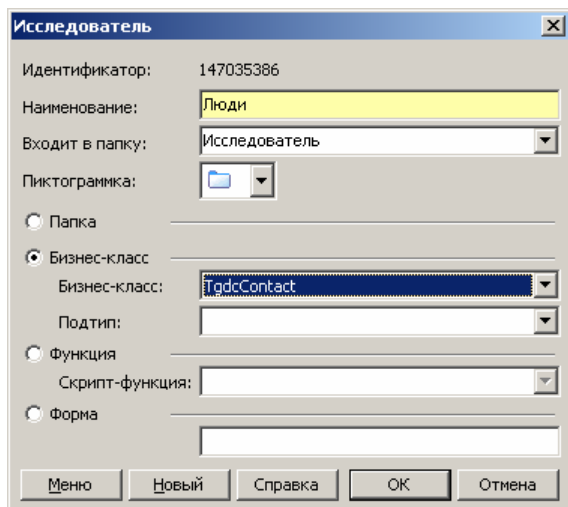 Исследователь
Идентификатор: 147035386
Наименование: Люди
Входит в папку: Исследователь
Пиктограммка:
Папка
Бизнес-класс
Бизнес-класс: TgdcContact
Подтип:
Функция
Скрипт-функция:
Форма
Меню Новый Справка ОК Отмена